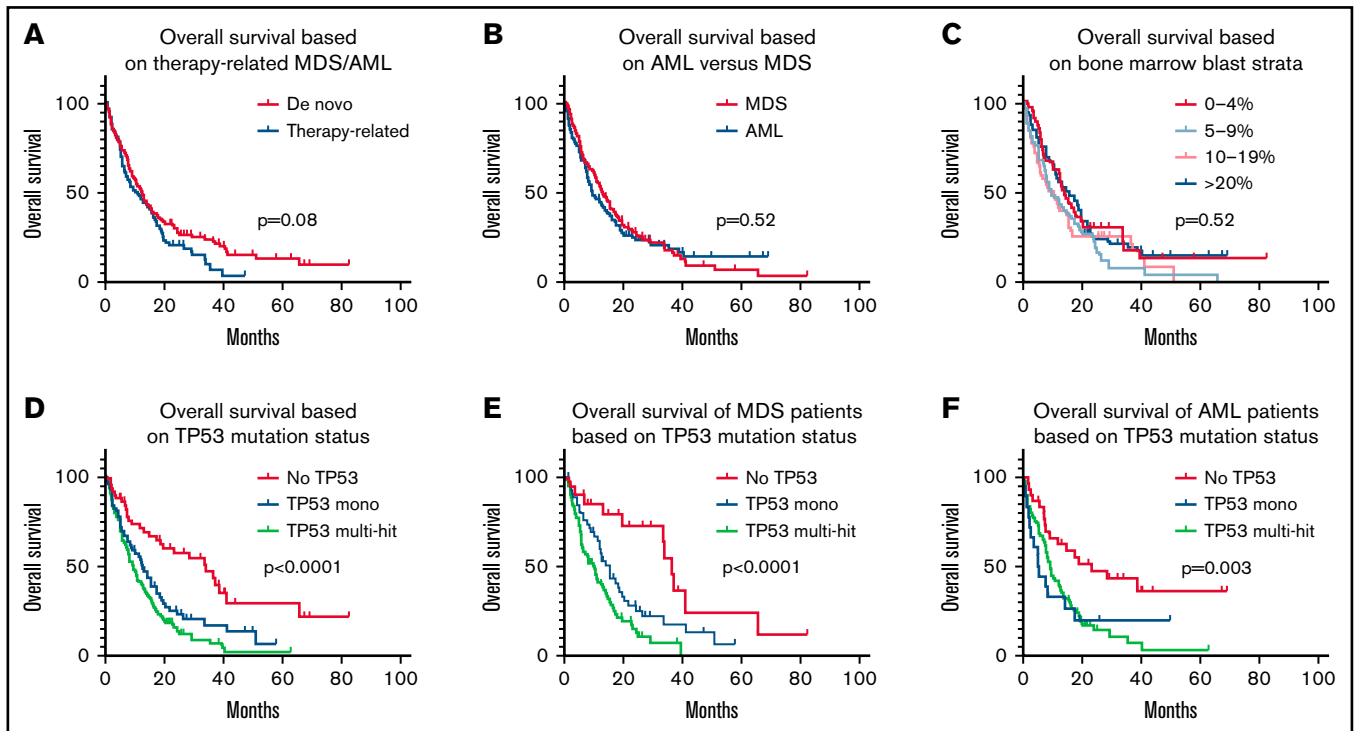 A
Overall survival based
on therapy-related MDS/AML
De novo
Therapy-related
p=0.08
Overall survival
100
50
0
0 20 40 60 80 100
Months
B
Overall survival based
on AML versus MDS
MDS
AML
p=0.52
Overall survival
100
50
0
0 20 40 60 80 100
Months
C
Overall survival based
on bone marrow blast strata
0–4%
5–9%
10–19%
>20%
p=0.52
Overall survival
100
50
0
0 20 40 60 80 100
Months
D
Overall survival based
on TP53 mutation status
No TP53
TP53 mono
TP53 multi-hit
p<0.0001
Overall survival
100
50
0
0 20 40 60 80 100
Months
E
Overall survival of MDS patients
based on TP53 mutation status
No TP53
TP53 mono
TP53 multi-hit
p<0.0001
Overall survival
100
50
0
0 20 40 60 80 100
Months
F
Overall survival of AML patients
based on TP53 mutation status
No TP53
TP53 mono
TP53 multi-hit
p=0.003
Overall survival
100
50
0
0 20 40 60 80 100
Months